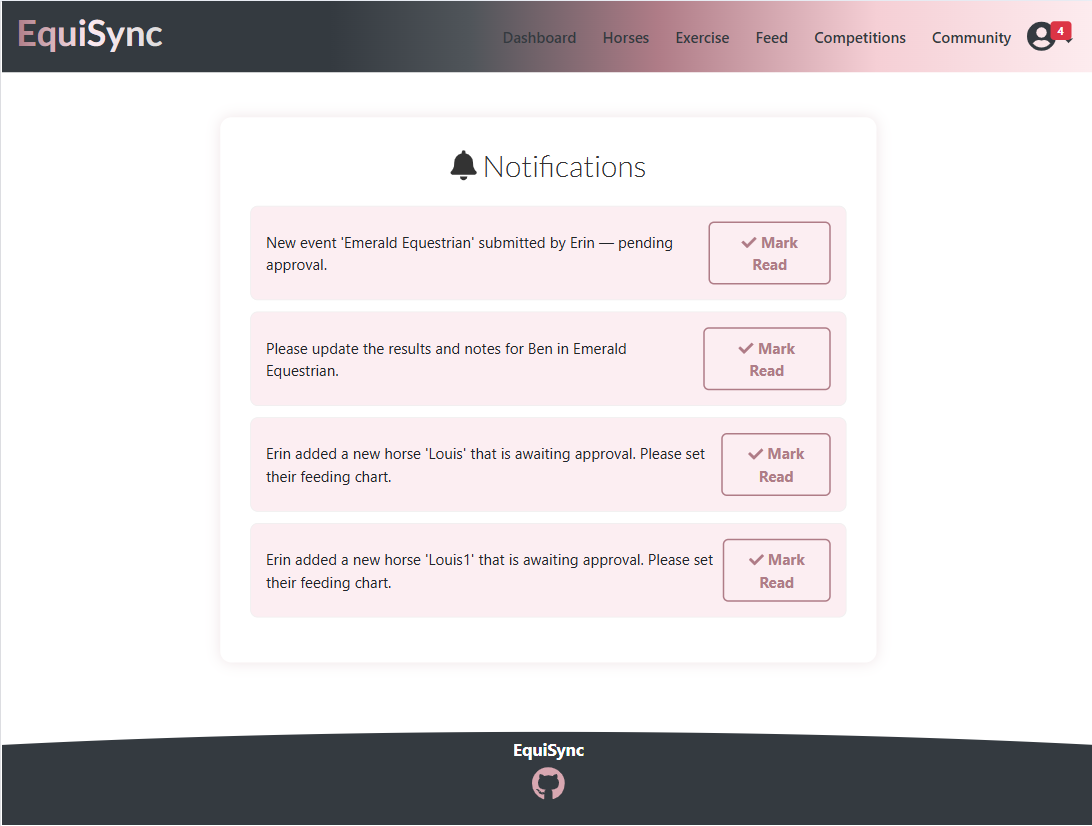 EquiSync
Dashboard
Horses
Exercise
Feed
Competitions
Community
4
Notifications
New event 'Emerald Equestrian' submitted by Erin — pending
approval.
Mark
Read
Please update the results and notes for Ben in Emerald
Equestrian.
Mark
Read
Erin added a new horse 'Louis' that is awaiting approval. Please set
their feeding chart.
Mark
Read
Erin added a new horse 'Louis1' that is awaiting approval. Please set
their feeding chart.
Mark
Read
EquiSync